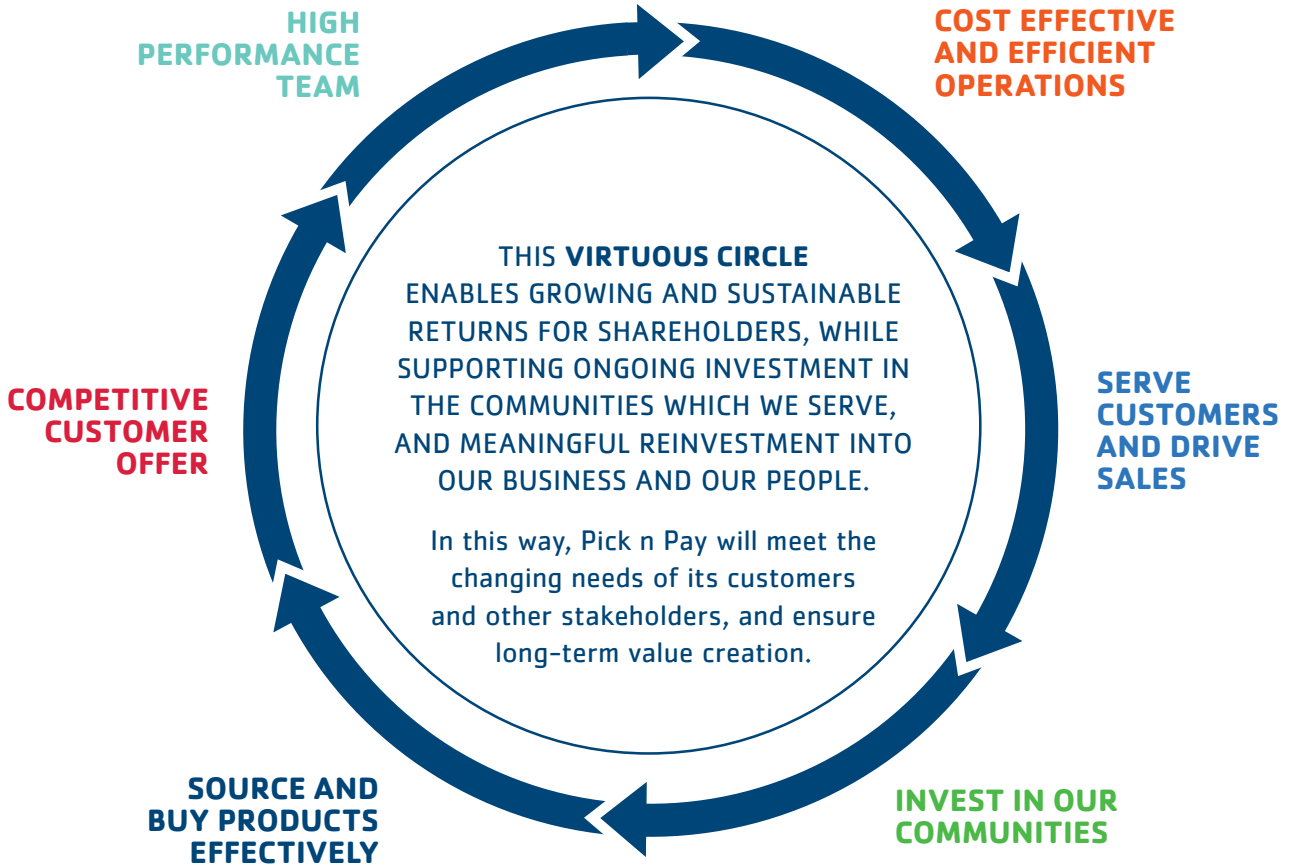 HIGH
PERFORMANCE
TEAM
COST EFFECTIVE
AND EFFICIENT
OPERATIONS
THIS VIRTUOUS CIRCLE
ENABLES GROWING AND SUSTAINABLE
RETURNS FOR SHAREHOLDERS, WHILE
SUPPORTING ONGOING INVESTMENT IN
THE COMMUNITIES WHICH WE SERVE,
AND MEANINGFUL REINVESTMENT INTO
OUR BUSINESS AND OUR PEOPLE.
In this way, Pick n Pay will meet the
changing needs of its customers
and other stakeholders, and ensure
long-term value creation.
COMPETITIVE
CUSTOMER
OFFER
SERVE
CUSTOMERS
AND DRIVE
SALES
SOURCE AND
BUY PRODUCTS
EFFECTIVELY
INVEST IN OUR
COMMUNITIES